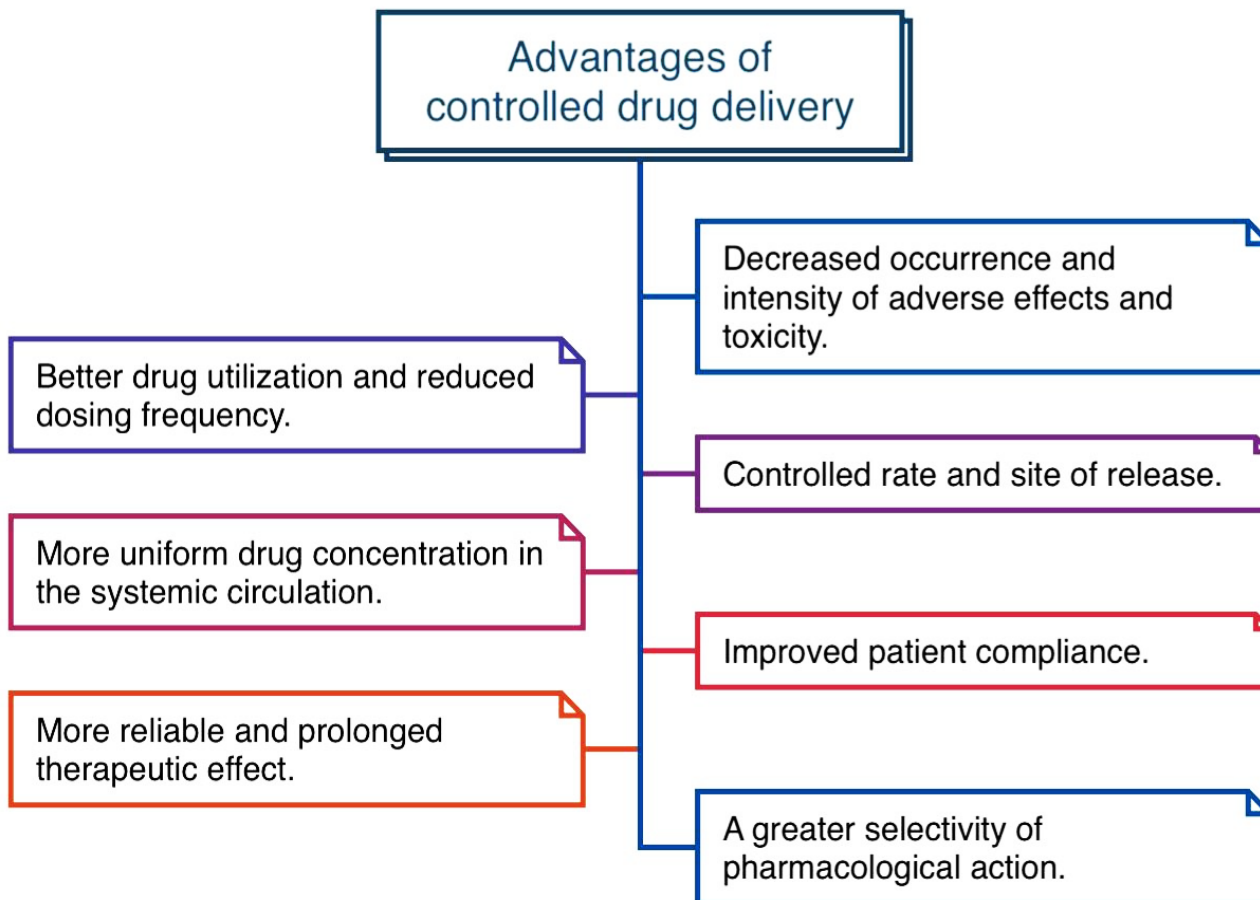 Advantages of
controlled drug delivery
Decreased occurrence and
intensity of adverse effects and
toxicity.
Better drug utilization and reduced
dosing frequency.
Controlled rate and site of release.
More uniform drug concentration in
the systemic circulation.
Improved patient compliance.
More reliable and prolonged
therapeutic effect.
A greater selectivity of
pharmacological action.